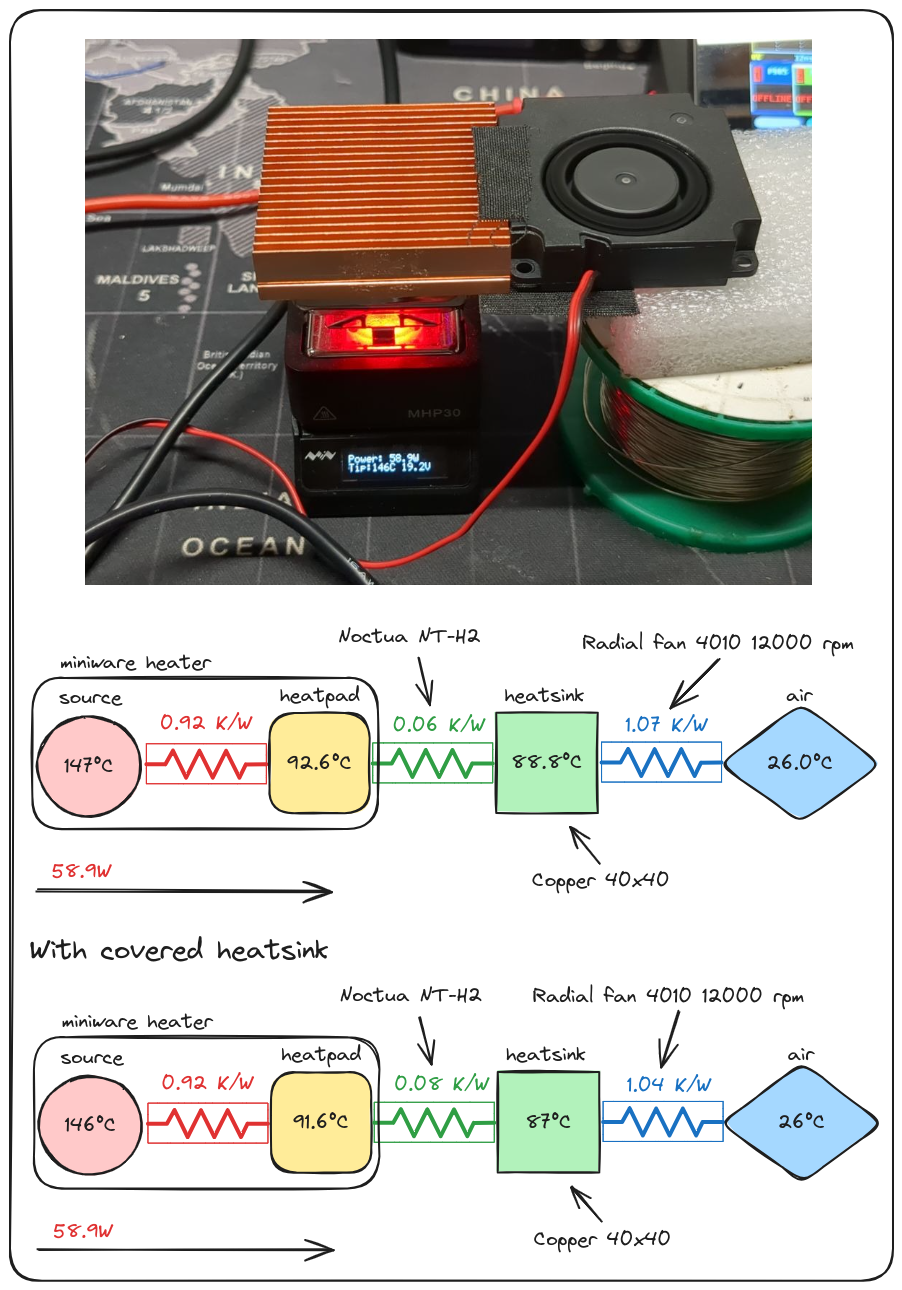 CHINA
OFFLINE
IN
Mumbai
Sea
LAKSHADWEEP
MALDIVES
5
MHP30
Power: 58.9W
Tip:146C 19.2V
OCEAN
Noctua NT-H2
Radial fan 4010 12000 rpm
miniware heater
source
heatpad
heatsink
air
0.92 K/W
0.06 K/W
1.07 K/W
147°C
92.6°C
88.8°C
26.0°C
Copper 40x40
58.9W
With covered heatsink
Noctua NT-H2
Radial fan 4010 12000 rpm
miniware heater
source
heatpad
heatsink
air
0.92 K/W
0.08 K/W
1.04 K/W
146°C
91.6°C
87°C
26°C
Copper 40x40
58.9W